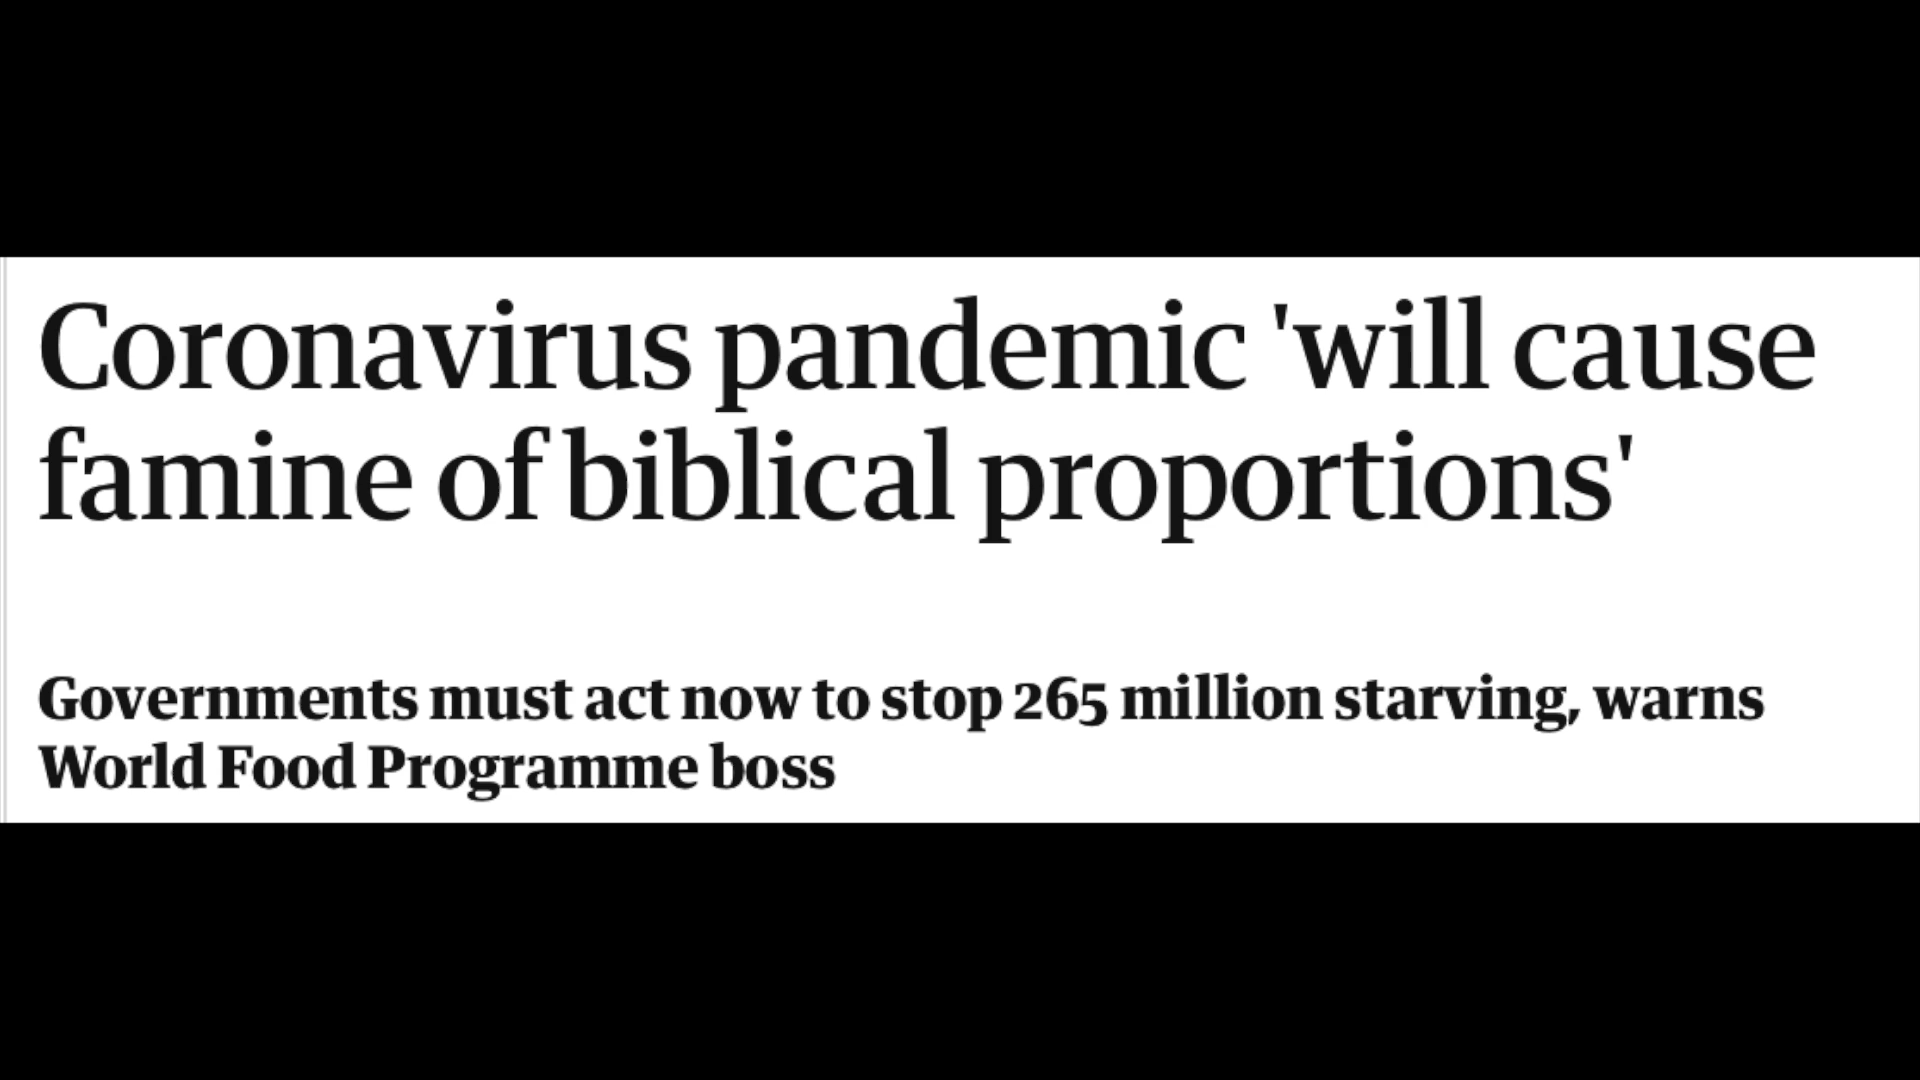 Coronavirus pandemic 'will cause
famine of biblical proportions'
Governments must act now to stop 265 million starving, warns
World Food Programme boss